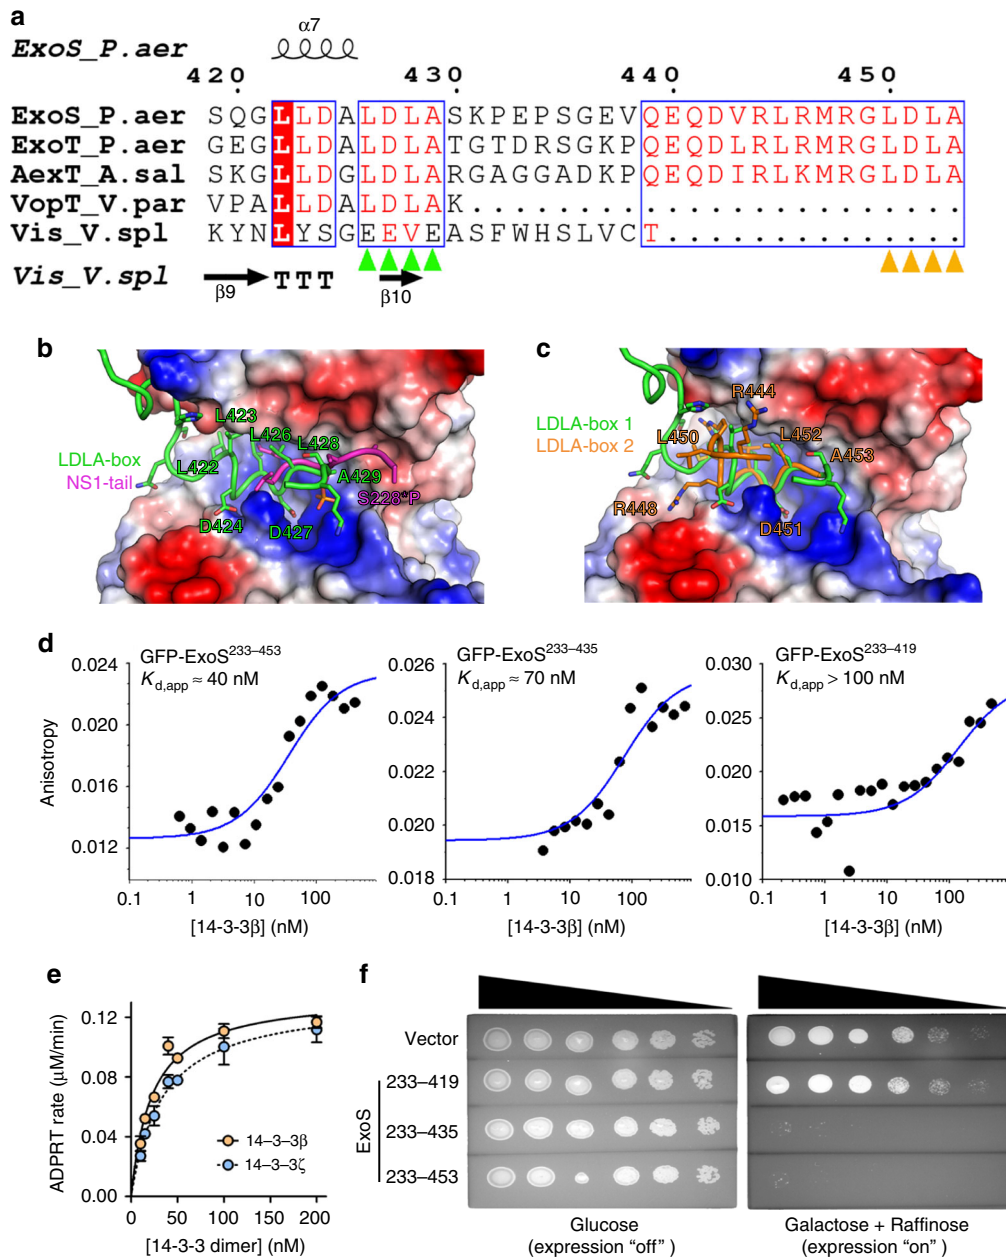 a
ExoS_P.aer
α7
420 430 440 450
ExoS_P.aer SQGLLDALDLASKPEPSGEVQEQDVRLRMRGLDLA
ExoT_P.aer GEGLLDALDLATGTDRSGKPQEQDVRLRMRGLDLA
AexT_A.sal SKGLLDGLDLARGAGGADKPQEQDIRLKMRGLDLA
VopT_V.par VPALLDALDLAK.......................
Vis_V.spl KYNLYSGEEVEASFWHSLVCT..............
Vis_V.spl
β9
TTT
β10
b
LDLA-box
NS1-tail
L423
L426
L428
L422
A429
S228*P
D424
D427
c
LDLA-box 1
LDLA-box 2
R444
L450
L452
A453
R448
D451
d
GFP-ExoS233–453
Kd,app ≈ 40 nM
GFP-ExoS233–435
Kd,app ≈ 70 nM
GFP-ExoS233–419
Kd,app > 100 nM
Anisotropy
0.024
0.020
0.016
0.012
0.1 1 10 100
[14-3-3β] (nM)
0.026
0.024
0.022
0.020
0.018
0.1 1 10 100
[14-3-3β] (nM)
0.030
0.025
0.020
0.015
0.010
0.1 1 10 100
[14-3-3β] (nM)
e
ADPRT rate (µM/min)
0.12
0.08
0.04
0.00
14–3–3β
14–3–3ζ
0 50 100 150 200
[14-3-3 dimer] (nM)
f
Vector
ExoS
233–419
233–435
233–453
Glucose
(expression “off” )
Galactose + Raffinose
(expression “on” )